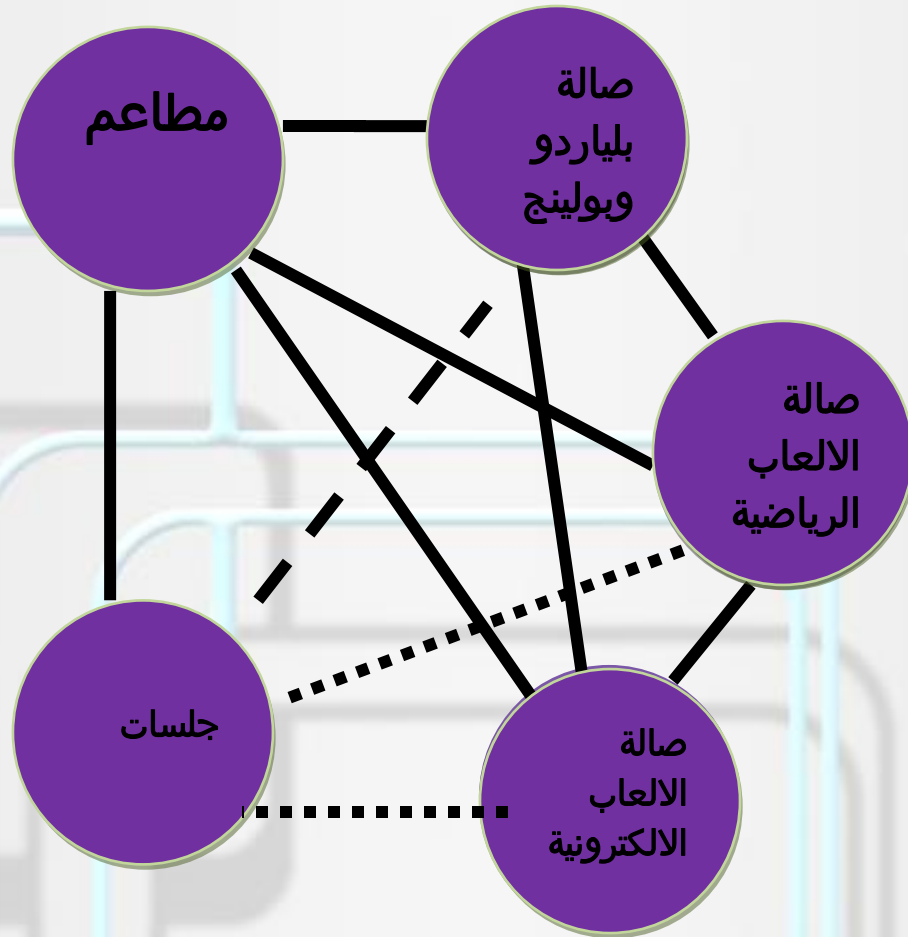 مطاعم
صالة
بلياردو
وبولينج
صالة
الالعاب
الرياضية
جلسات
صالة
الالعاب
الالكترونية